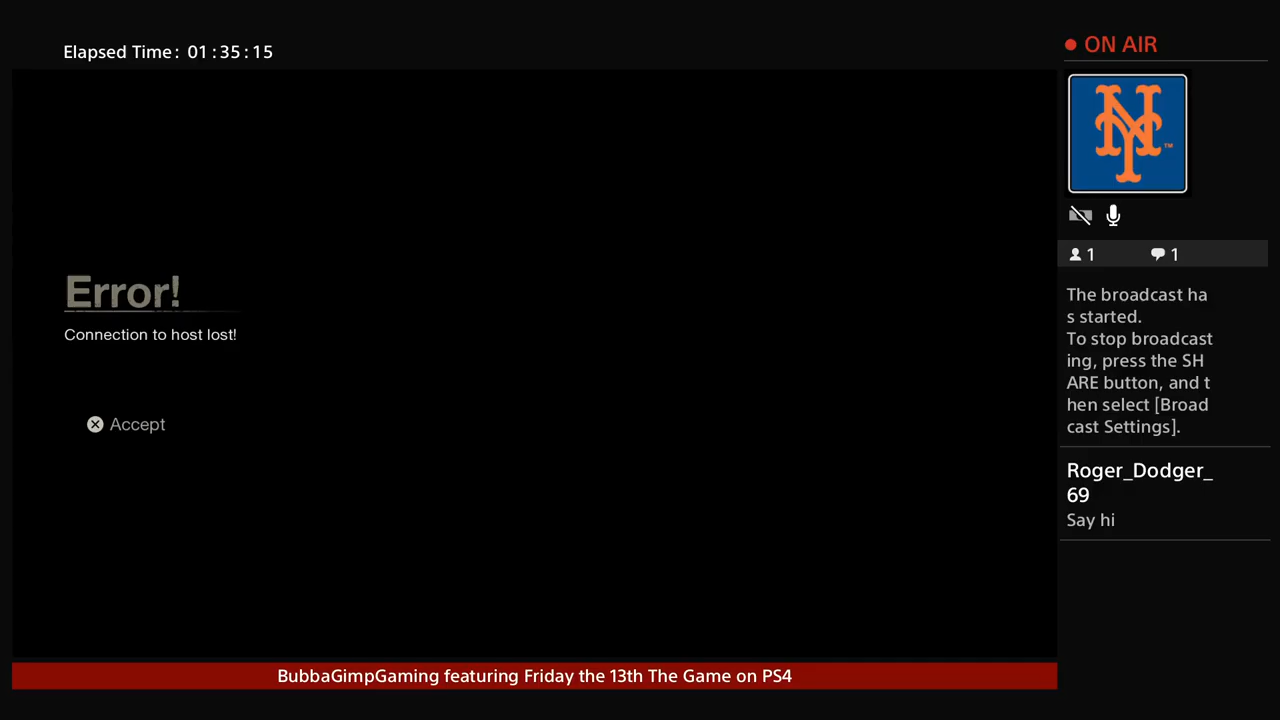 Elapsed Time: 01:35:15
ON AIR
NY
™
1
1
Error!
Connection to host lost!
Accept
The broadcast ha
s started.
To stop broadcast
ing, press the SH
ARE button, and t
hen select [Broad
cast Settings].
Roger_Dodger_
69
Say hi
BubbaGimpGaming featuring Friday the 13th The Game on PS4